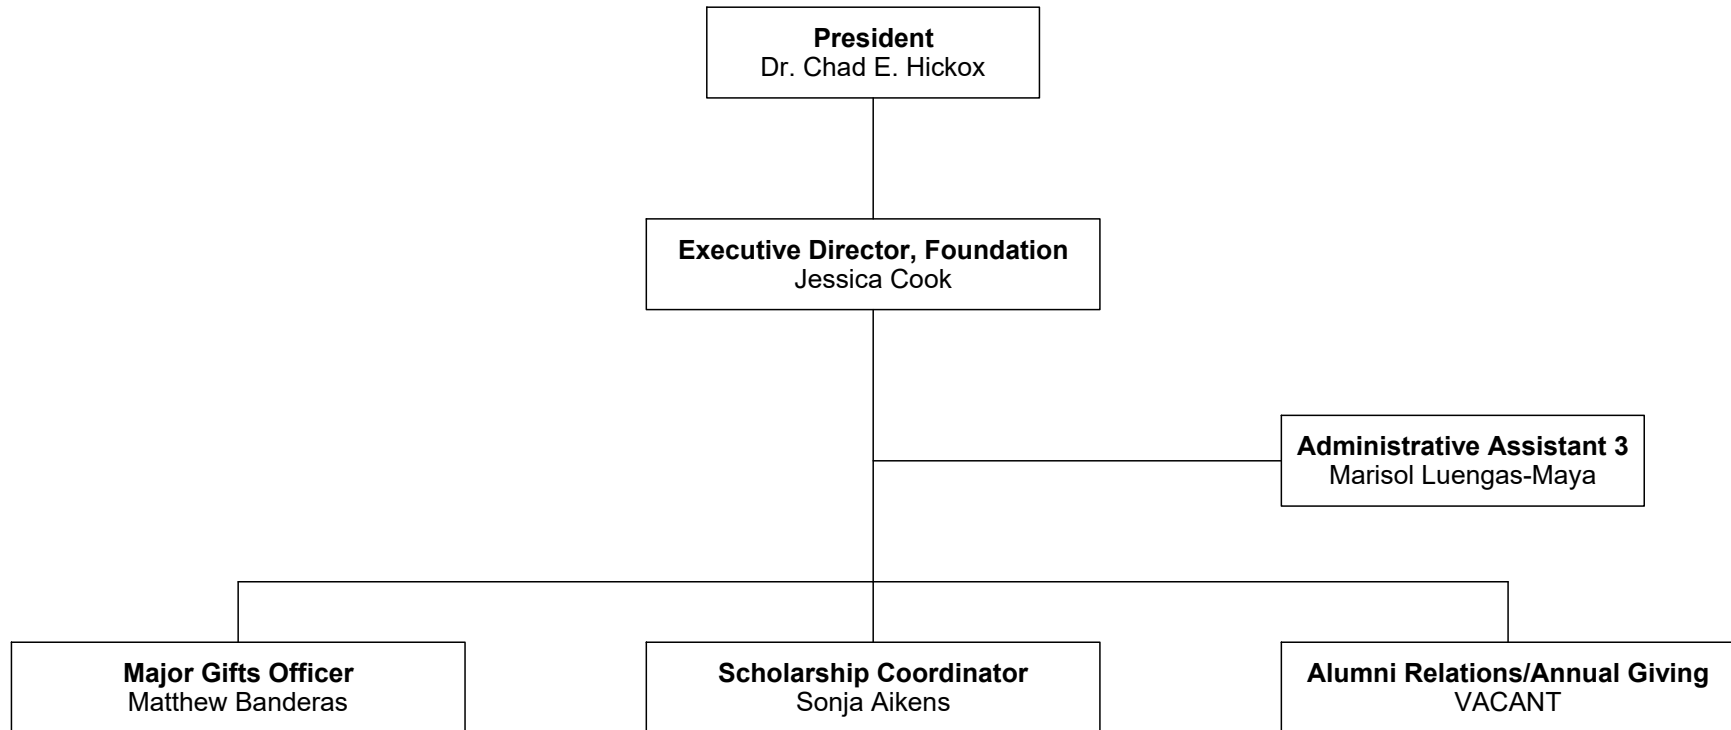 President
Dr. Chad E. Hickox
Executive Director, Foundation
Jessica Cook
Administrative Assistant 3
Marisol Luengas-Maya
Major Gifts Officer
Matthew Banderas
Scholarship Coordinator
Sonja Aikens
Alumni Relations/Annual Giving
VACANT